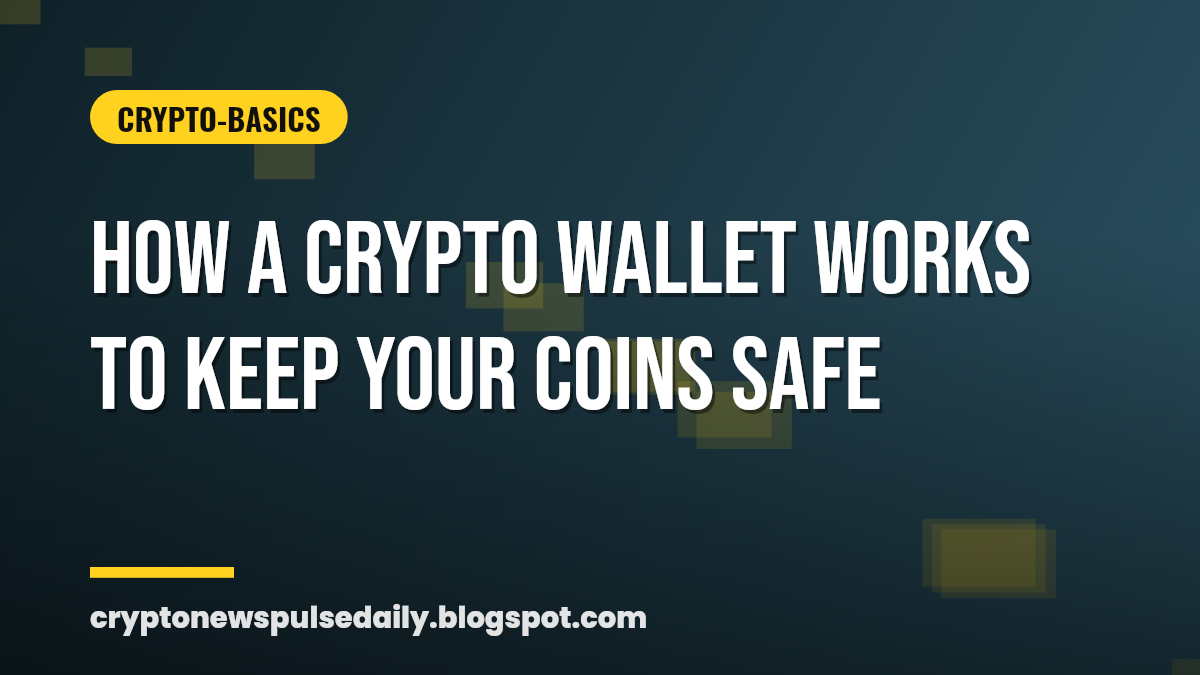 CRYPTO-BASICS
HOW A CRYPTO WALLET WORKS
TO KEEP YOUR COINS SAFE
cryptonewspulsedaily.blogspot.com